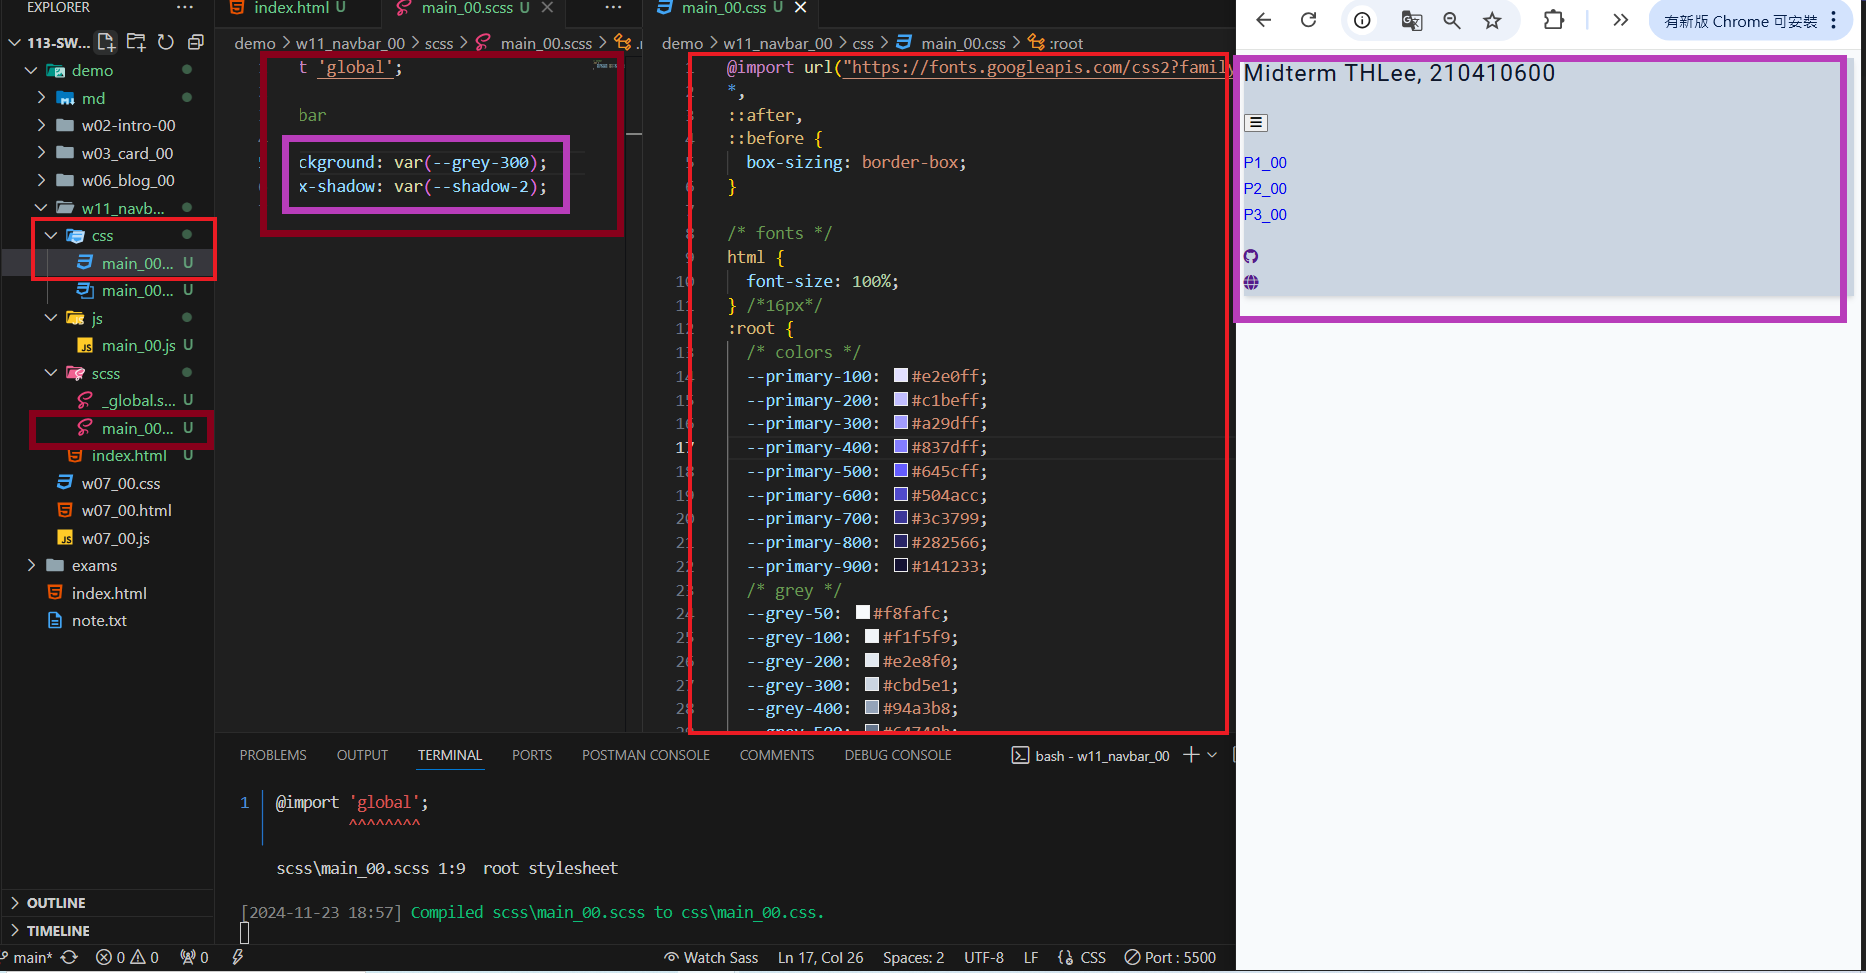 EXPLORER
113-SW...
demo
md
w02-intro-00
w03_card_00
w06_blog_00
w11_navb...
css
main_00... U
main_00... U
js
main_00.js U
scss
_global.s... U
main_00... U
index.html U
w07_00.css
w07_00.html
w07_00.js
exams
index.html
note.txt
OUTLINE
TIMELINE
index.html U
main_00.scss U
main_00.css U
demo > w11_navbar_00 > scss > main_00.scss >
t 'global';
bar
ckground: var(--grey-300);
x-shadow: var(--shadow-2);
demo > w11_navbar_00 > css > main_00.css > :root
1 @import url("https://fonts.googleapis.com/css2?family
2 *,
3 ::after,
4 ::before {
5 box-sizing: border-box;
6 }
7
8 /* fonts */
9 html {
10 font-size: 100%;
11 } /*16px*/
12 :root {
13 /* colors */
14 --primary-100: #e2e0ff;
15 --primary-200: #c1beff;
16 --primary-300: #a29dff;
17 --primary-400: #837dff;
18 --primary-500: #645cff;
19 --primary-600: #504acc;
20 --primary-700: #3c3799;
21 --primary-800: #282566;
22 --primary-900: #141233;
23 /* grey */
24 --grey-50: #f8fafc;
25 --grey-100: #f1f5f9;
26 --grey-200: #e2e8f0;
27 --grey-300: #cbd5e1;
28 --grey-400: #94a3b8;
PROBLEMS OUTPUT TERMINAL PORTS POSTMAN CONSOLE COMMENTS DEBUG CONSOLE bash - w11_navbar_00
1 @import 'global';
^^^^^^^^
scss\main_00.scss 1:9 root stylesheet
[2024-11-23 18:57] Compiled scss\main_00.scss to css\main_00.css.
main* 0 0 0 Watch Sass Ln 17, Col 26 Spaces: 2 UTF-8 LF CSS Port : 5500
有新版 Chrome 可安裝
Midterm THLee, 210410600
P1_00
P2_00
P3_00